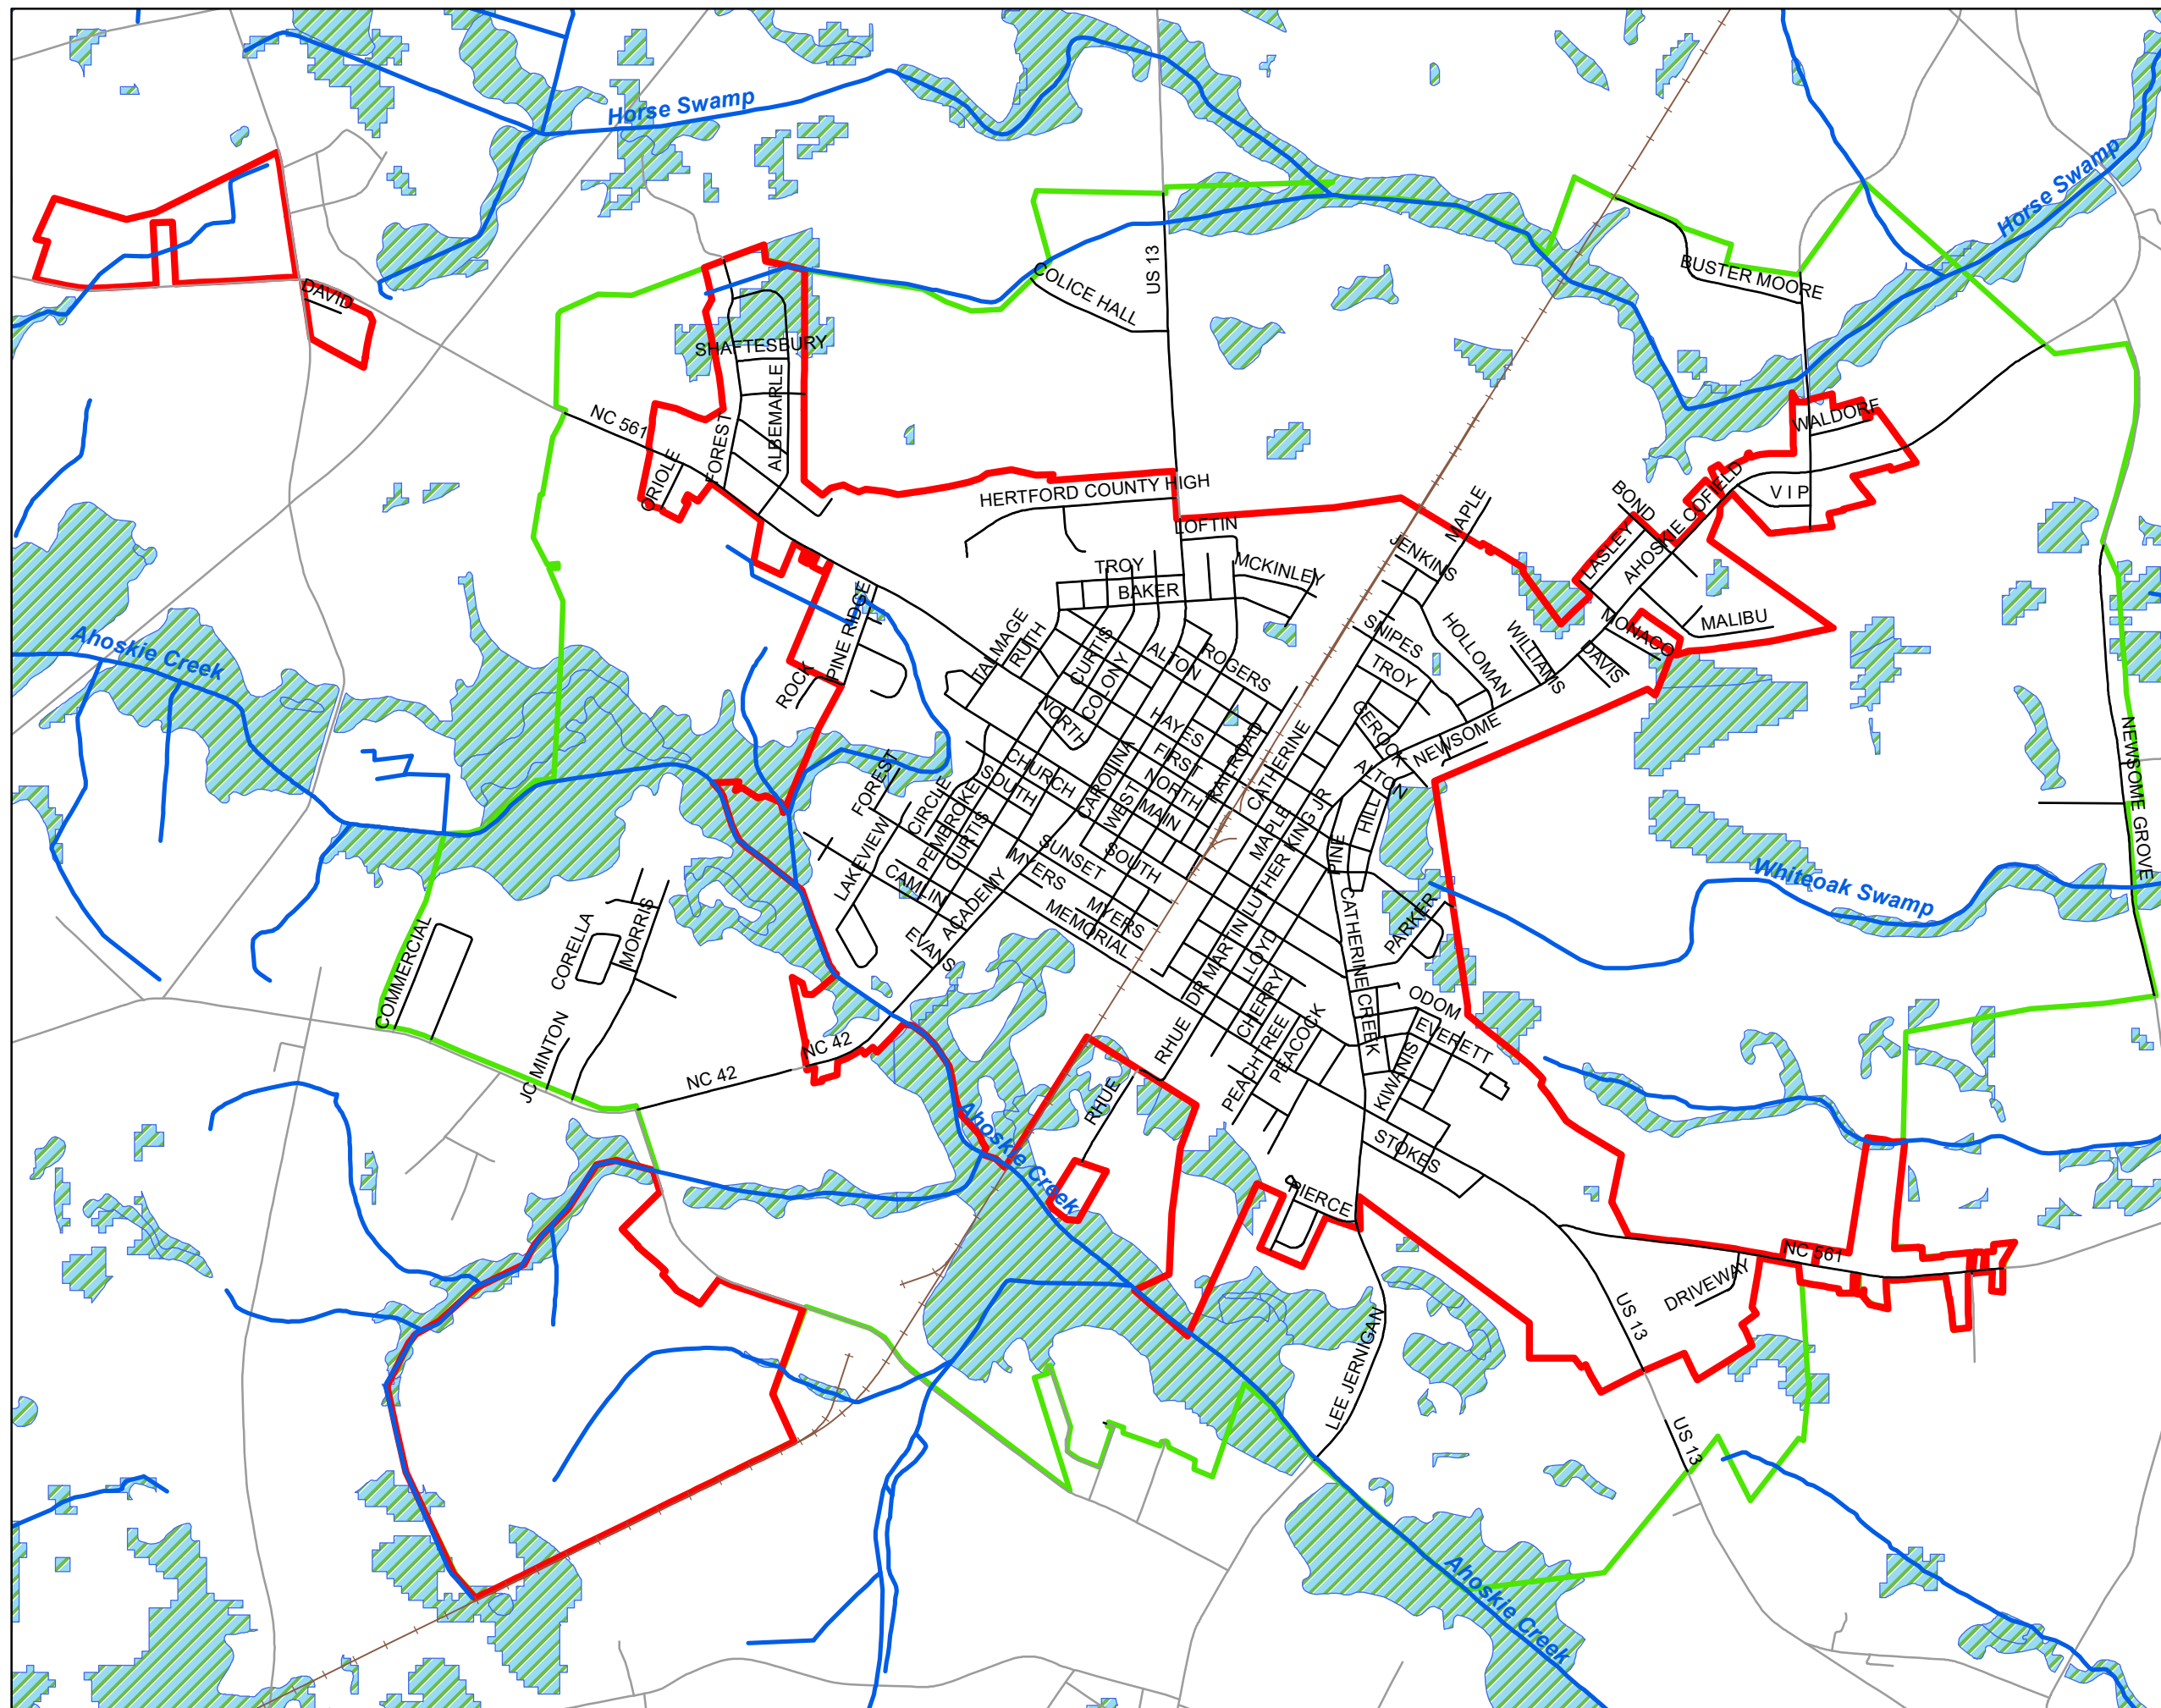 Horse Swamp
Horse Swamp
DAVID
US 13
COLICE HALL
BUSTER MOORE
SHAFTESBURY
ALBEMARLE
FOREST
NC 561
ORIOLE
WALDORF
V I P
AHOSKIE COFIELD
BOND
LASLEY
HERTFORD COUNTY HIGH
LOFTIN
MAPLE
JENKINS
TROY
MCKINLEY
BAKER
PINE RIDGE
ROCK
TALMAGE
RUTH
CURTIS
COLONY
ALTON
ROGERS
SNIPES
HOLLOMAN
WILLIAMS
MONACO
MALIBU
DAVIS
TROY
Ahoskie Creek
NORTH
HAYES
FIRST
GEROCK
NEWSOME
NEWSOME GROVE
FOREST
CHURCH
SOUTH
CAROLINA
NORTH
RAILROAD
CATHERINE
ALTON
CIRCLE
PEMBROKE
CURTIS
WEST
MAIN
MAPLE
HILL
PINE
LAKEVIEW
CAMLIN
MYERS
SUNSET
SOUTH
DR MARTIN LUTHER KING JR
Whiteoak Swamp
ACADEMY
EVANS
MEMORIAL
MYERS
LLOYD
CATHERINE CREEK
PARKER
COMMERCIAL
CORELLA
MORRIS
CHERRY
ODOM
EVERETT
JC MINTON
NC 42
NC 42
RHUE
RHUE
PEACHTREE
PEACOCK
KIWANIS
STOKES
Ahoskie Creek
PIERCE
NC 561
DRIVEWAY
US 13
LEE JERNIGAN
US 13
Ahoskie Creek